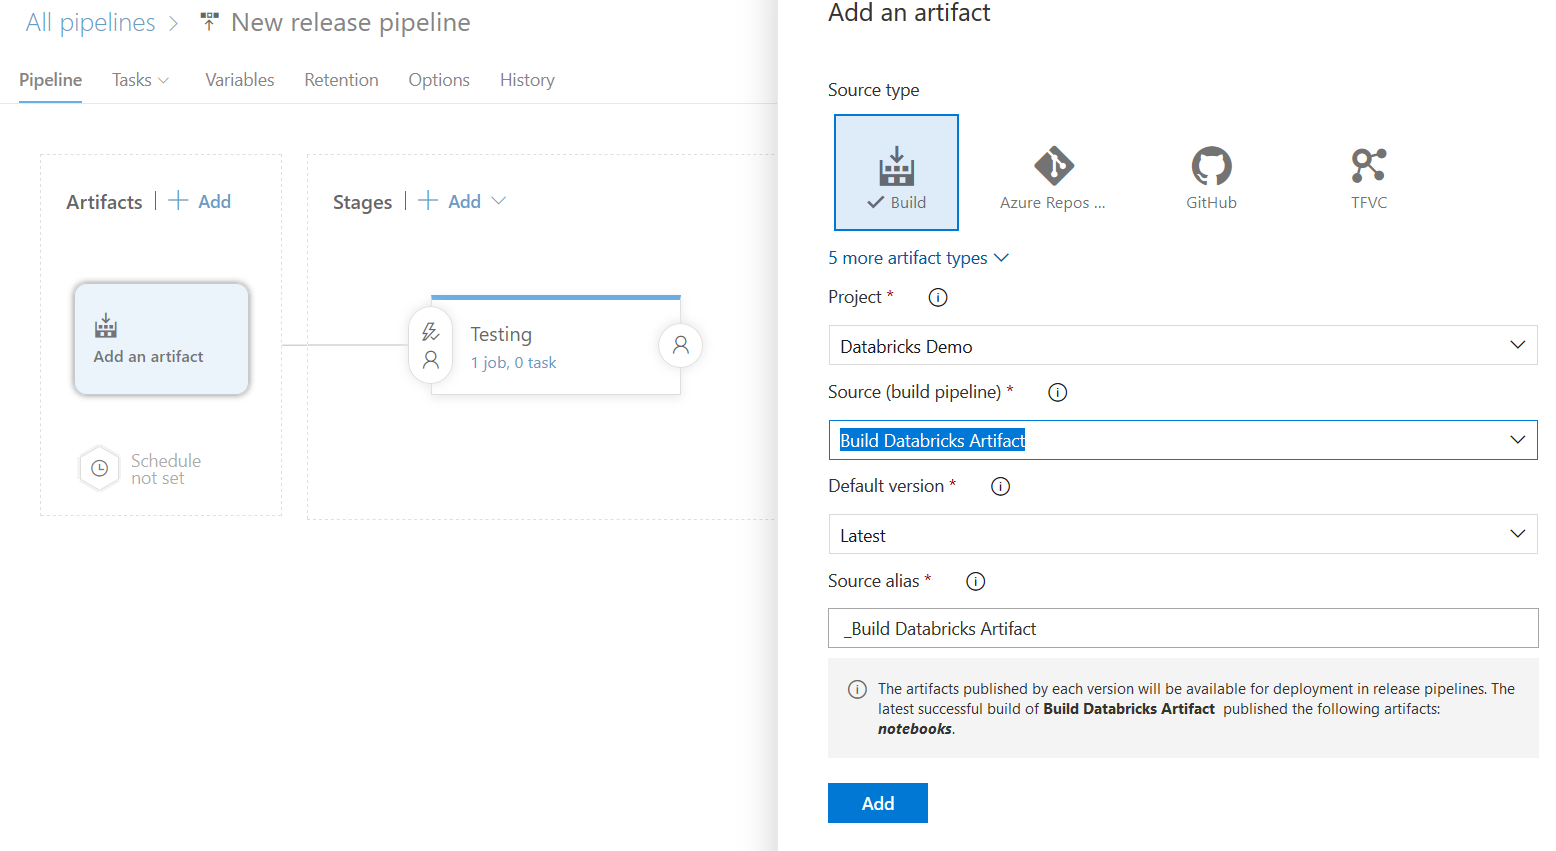 All pipelines > New release pipeline
Pipeline Tasks Variables Retention Options History
Artifacts | + Add
Stages | + Add
Add an artifact
Schedule
not set
Testing
1 job, 0 task
Add an artifact
Source type
Build
Azure Repos ...
GitHub
TFVC
5 more artifact types
Project *
Databricks Demo
Source (build pipeline) *
Build Databricks Artifact
Default version *
Latest
Source alias *
_Build Databricks Artifact
The artifacts published by each version will be available for deployment in release pipelines. The
latest successful build of Build Databricks Artifact published the following artifacts:
notebooks.
Add